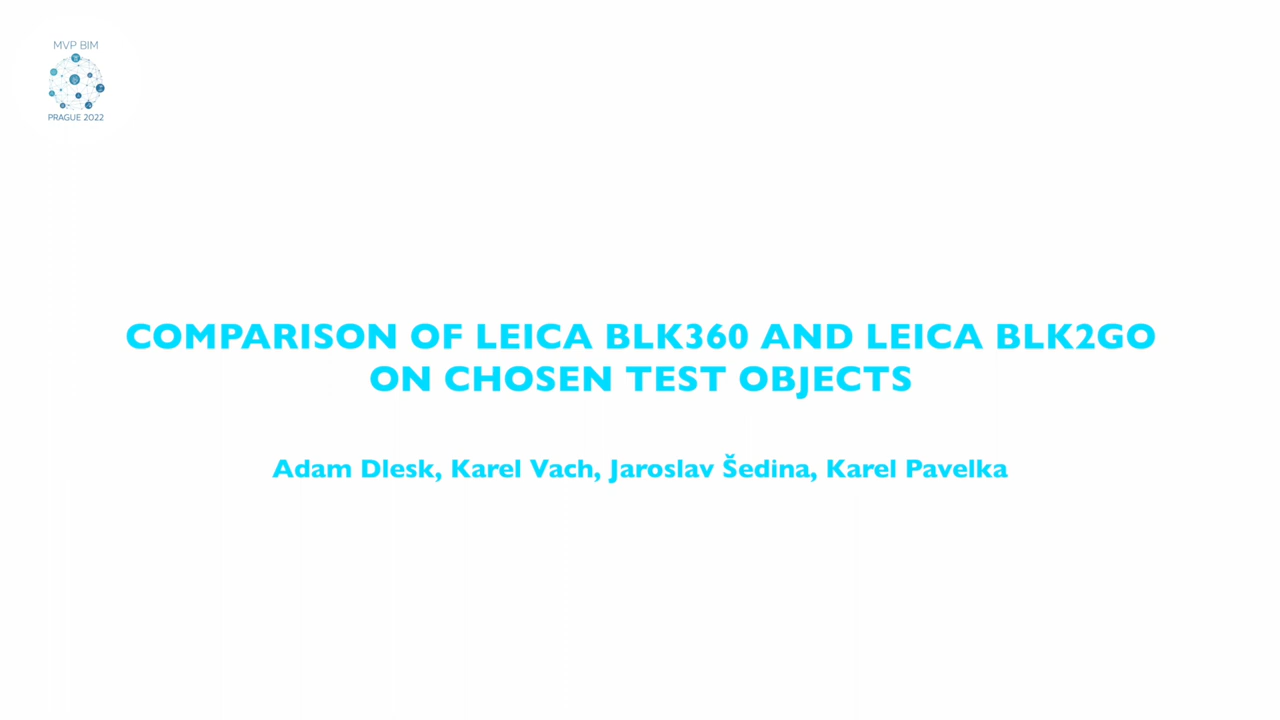 MVP BIM
PRAGUE 2022
COMPARISON OF LEICA BLK360 AND LEICA BLK2GO
ON CHOSEN TEST OBJECTS
Adam Dlesk, Karel Vach, Jaroslav Šedina, Karel Pavelka